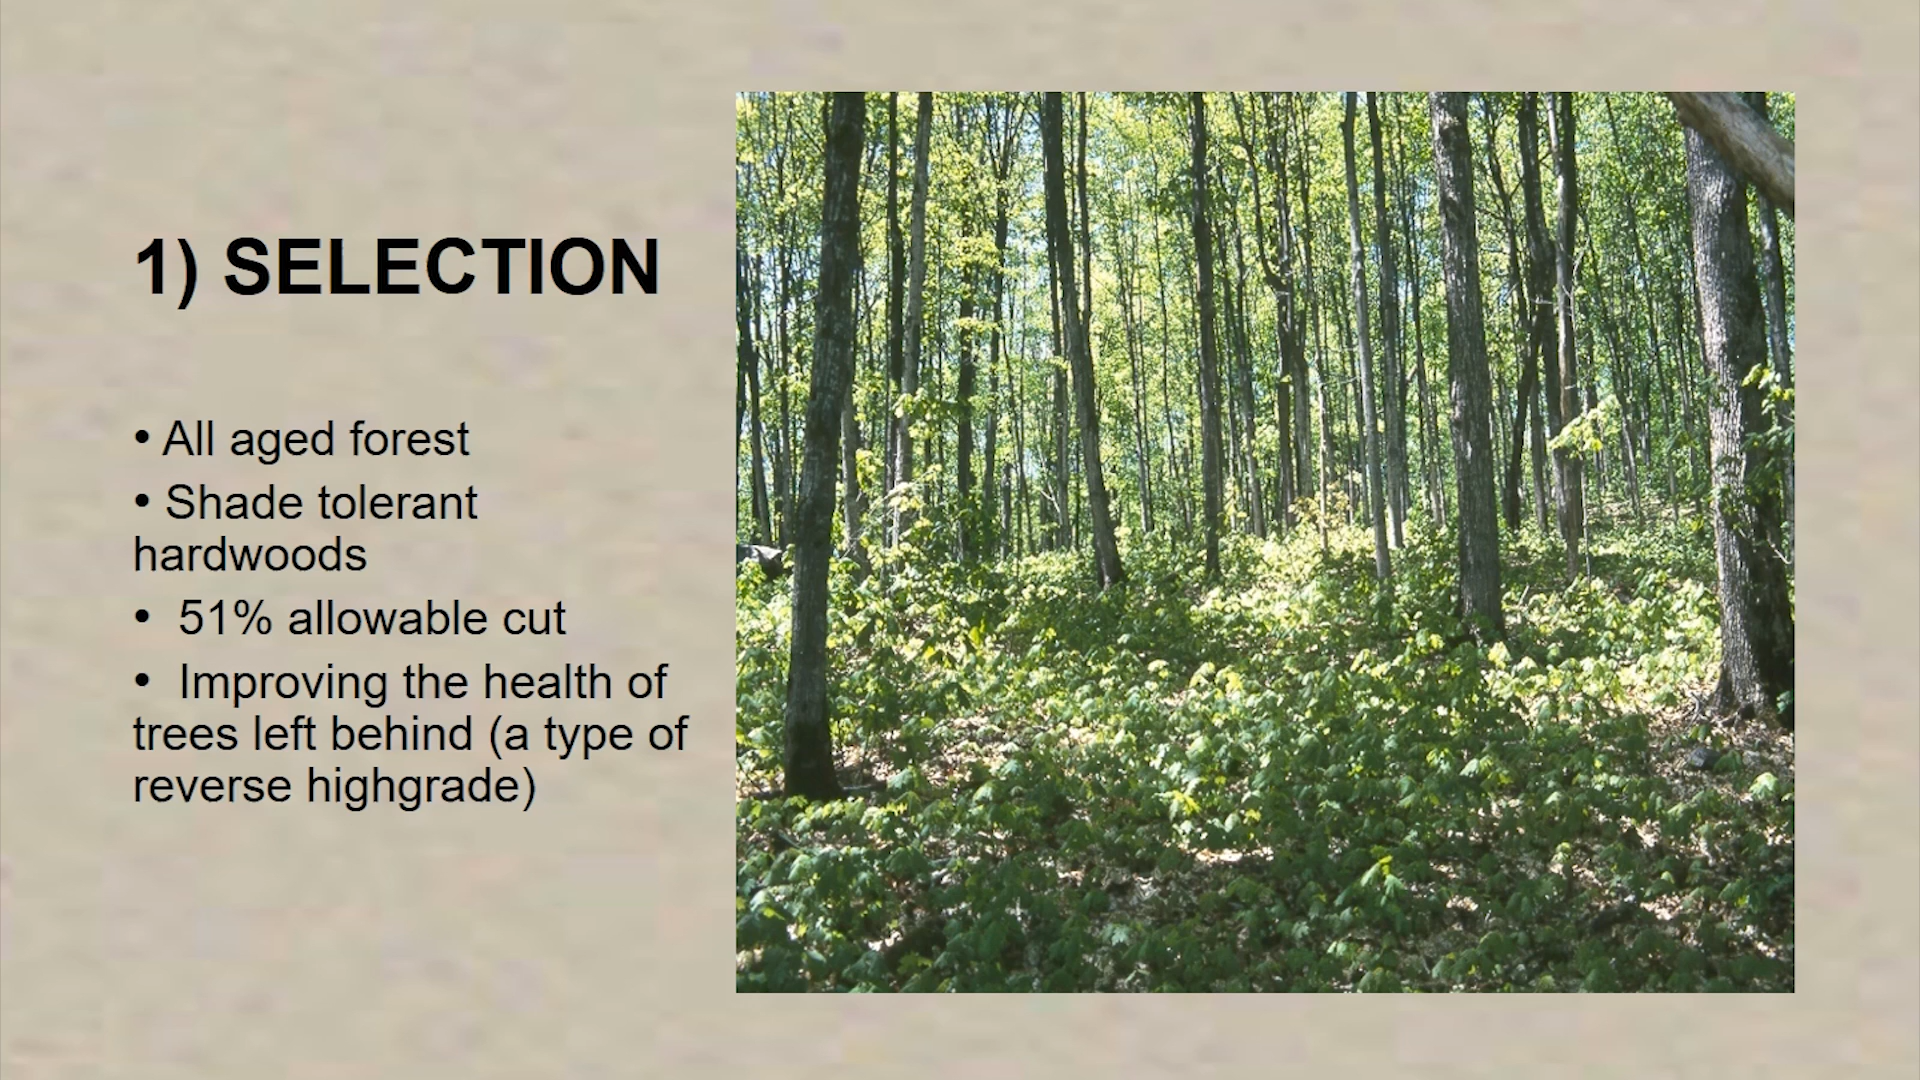 1) SELECTION
• All aged forest
• Shade tolerant
hardwoods
• 51% allowable cut
• Improving the health of
trees left behind (a type of
reverse highgrade)